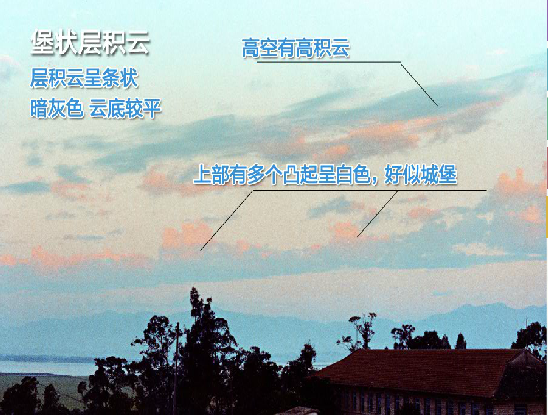 堡状层积云
高空有高积云
层积云呈条状
暗灰色 云底较平
上部有多个凸起呈白色，好似城堡